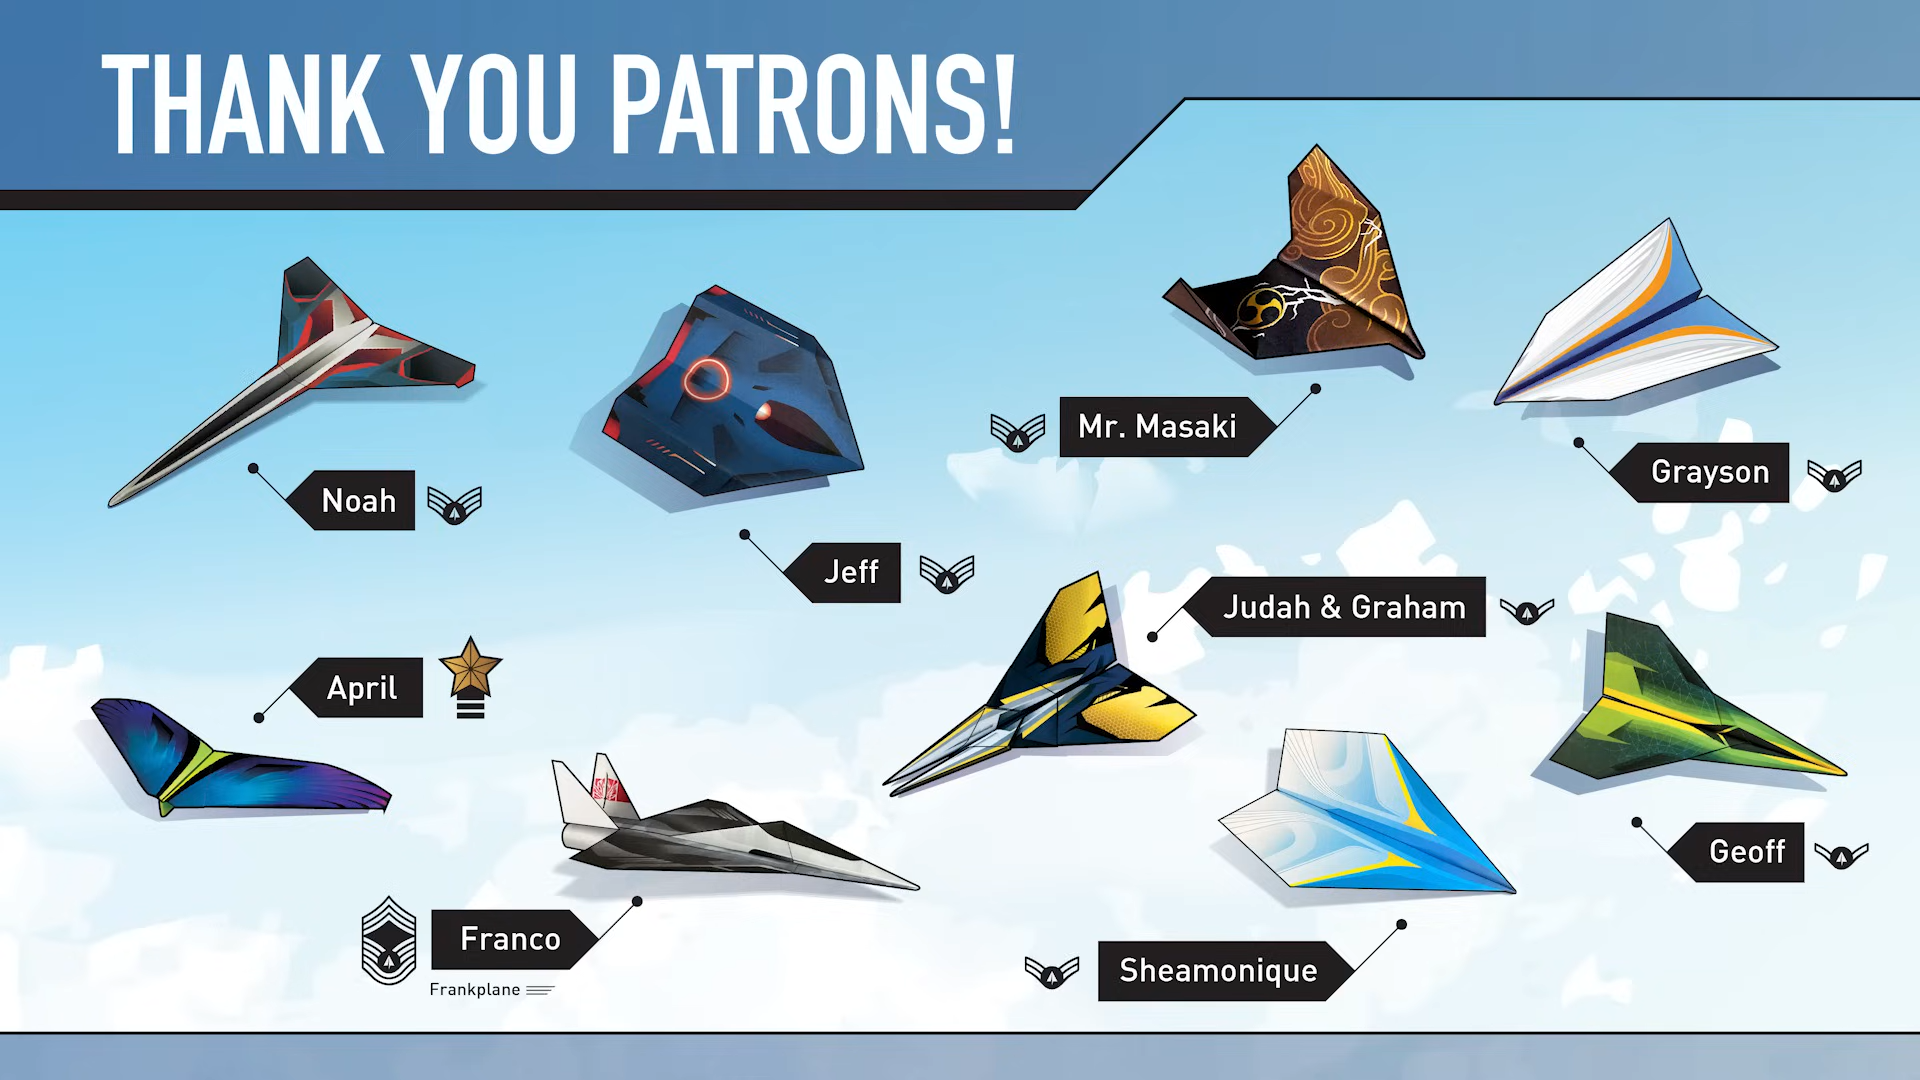 THANK YOU PATRONS!
Mr. Masaki
Grayson
Noah
Jeff
Judah & Graham
April
Geoff
Franco
Frankplane
Sheamonique